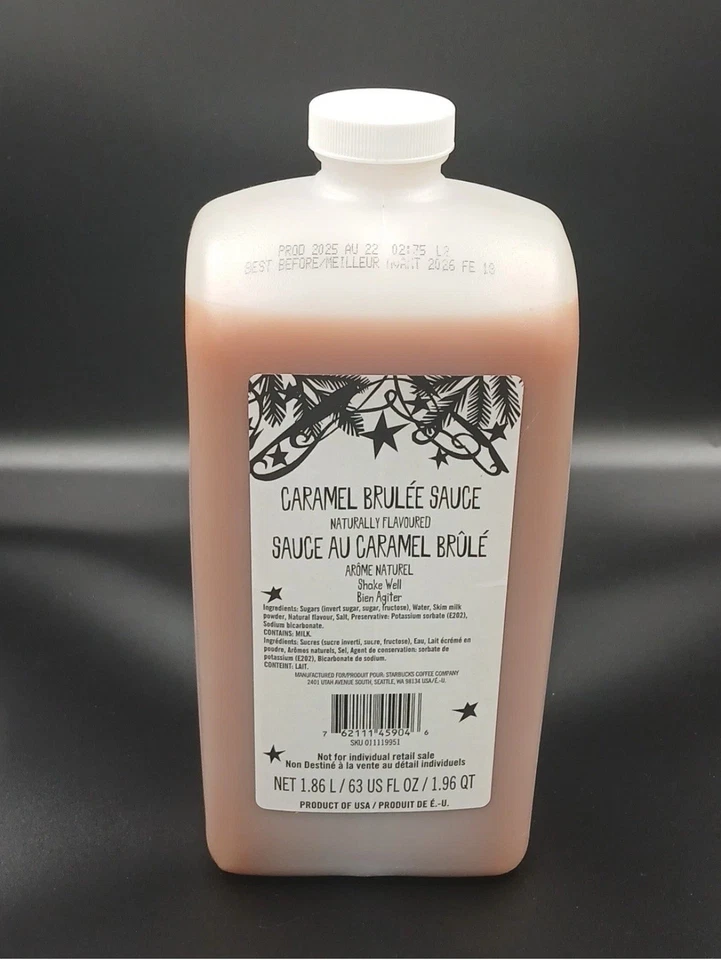 PROD 2025 AU 22 02:75 L2
BEST BEFORE/MEILLEUR AVANT 2026 FE 18
CARAMEL BRULÉE SAUCE
NATURALLY FLAVOURED
SAUCE AU CARAMEL BRÛLÉ
ARÔME NATUREL
Shake Well
Bien Agiter
Ingredients: Sugars (invert sugar, sugar, fructose), Water, Skim milk
powder, Natural flavour, Salt, Preservative: Potassium sorbate (E202),
Sodium bicarbonate.
CONTAINS: MILK.
Ingrédients: Sucres (sucre inverti, sucre, fructose), Eau, Lait écrémé en
poudre, Arômes naturels, Sel, Agent de conservation: sorbate de
potassium (E202), Bicarbonate de sodium.
CONTEINT: LAIT.
MANUFACTURED FOR/PRODUIT POUR: STARBUCKS COFFEE COMPANY
2401 UTAH AVENUE SOUTH, SEATTLE, WA 98134 USA/É.-U.
7 62111 45904 6
SKU 011119951
Not for individual retail sale
Non Destiné à la vente au détail individuels
NET 1.86 L / 63 US FL OZ / 1.96 QT
PRODUCT OF USA / PRODUIT DE É.-U.